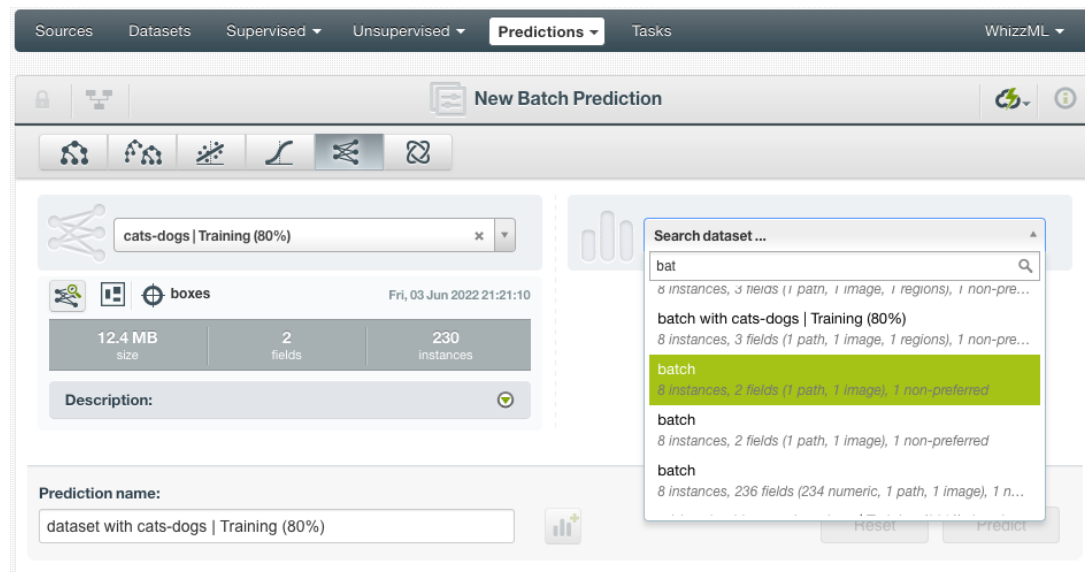 Sources Datasets Supervised Unsupervised Predictions Tasks WhizzML
New Batch Prediction
cats-dogs | Training (80%)
boxes Fri, 03 Jun 2022 21:21:10
12.4 MB 2 230
size fields instances
Description:
Search dataset ...
bat
8 instances, 3 fields (1 path, 1 image, 1 regions), 1 non-pre...
batch with cats-dogs | Training (80%)
8 instances, 3 fields (1 path, 1 image, 1 regions), 1 non-pre...
batch
8 instances, 2 fields (1 path, 1 image), 1 non-preferred
batch
8 instances, 2 fields (1 path, 1 image), 1 non-preferred
batch
8 instances, 236 fields (234 numeric, 1 path, 1 image), 1 n...
Prediction name:
dataset with cats-dogs | Training (80%)
Reset Predict